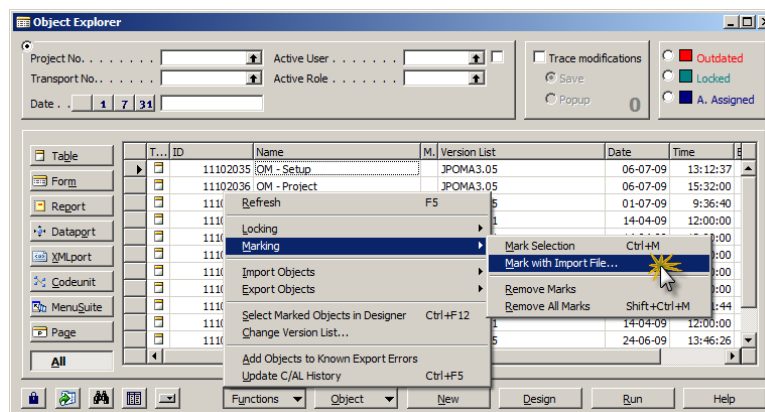 Object Explorer
Project No. . . . . . . .
Active User . . . . . . .
Trace modifications
Outdated
Transport No. . . . . . .
Active Role . . . . . . .
Save
Locked
Date . . 1 7 31
Popup 0
A. Assigned
T... ID Name M. Version List Date Time
Table
11102035 OM - Setup JPOMA3.05 06-07-09 13:12:37
Form
11102036 OM - Project JPOMA3.05 06-07-09 15:32:00
Report
01-07-09 9:36:40
Dataport
14-04-09 12:00:00
XMLport
Codeunit
MenuSuite
Page
14-04-09 12:00:00
24-06-09 13:46:26
All
Refresh F5
Locking
Marking
Import Objects
Export Objects
Select Marked Objects in Designer Ctrl+F12
Change Version List...
Add Objects to Known Export Errors
Update C/AL History Ctrl+F5
Mark Selection Ctrl+M
Mark with Import File...
Remove Marks
Remove All Marks Shift+Ctrl+M
Functions
Object
New
Design
Run
Help